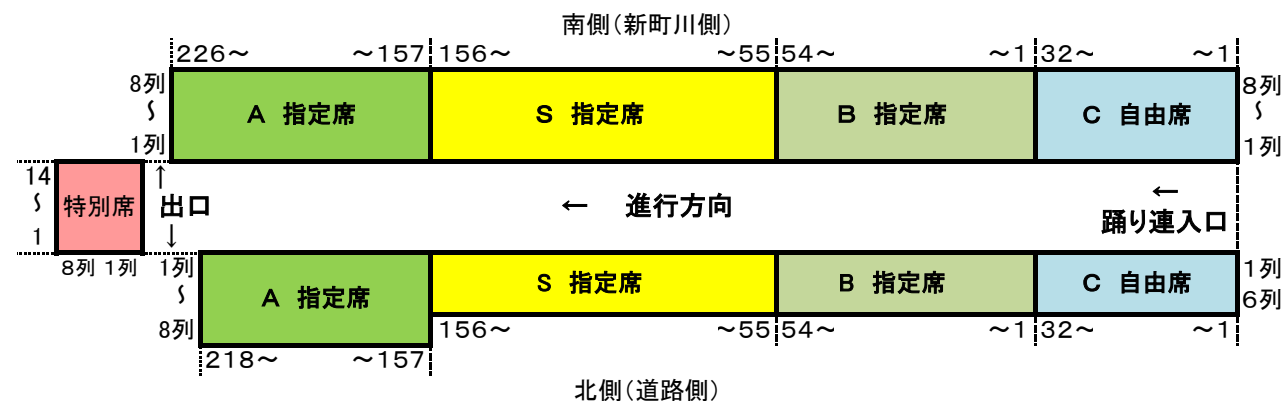 南側(新町川側)
226～ ～157 156～ ～55 54～ ～1 32～ ～1
8列 A 指定席 S 指定席 B 指定席 C 自由席 8列
～ ～
1列 1列
14 ↑ ←
～ 特別席 出口 ← 進行方向 踊り連入口
1 ↓
8列 1列 1列 S 指定席 B 指定席 C 自由席 1列
～ A 指定席 6列
8列 156～ ～55 54～ ～1 32～ ～1
218～ ～157
北側(道路側)